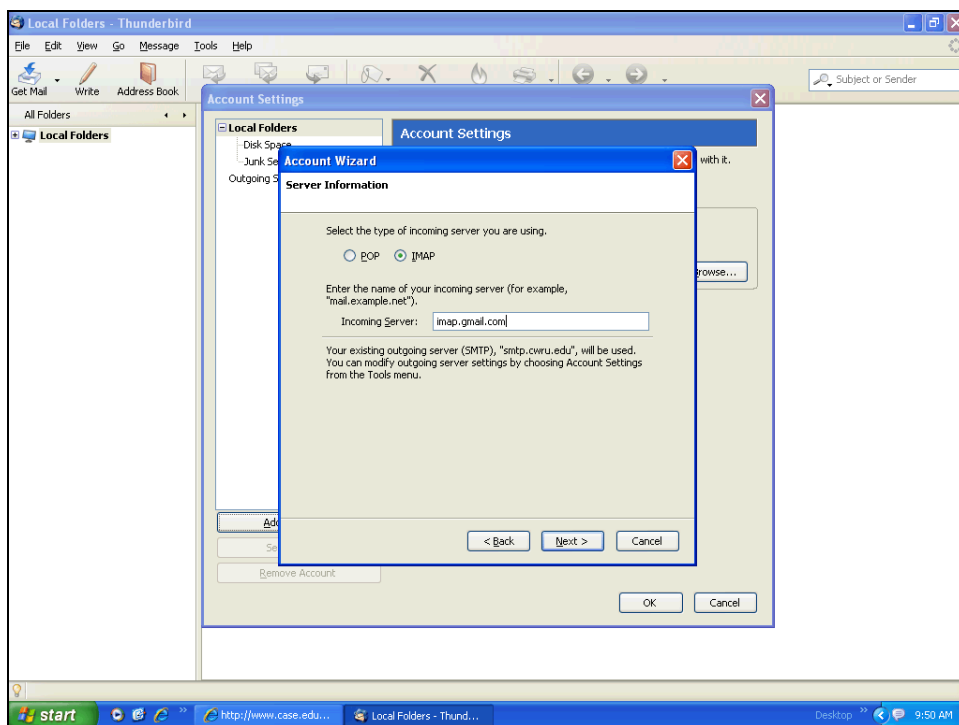 Local Folders - Thunderbird
File Edit View Go Message Tools Help
Get Mail Write Address Book
Subject or Sender
All Folders
Local Folders
Account Settings
Local Folders
Disk Space
Junk Se
Outgoing S
Account Settings
with it.
rowse...
Account Wizard
Server Information
Select the type of incoming server you are using.
POP IMAP
Enter the name of your incoming server (for example,
"mail.example.net").
Incoming Server: imap.gmail.com
Your existing outgoing server (SMTP), "smtp.cwru.edu", will be used.
You can modify outgoing server settings by choosing Account Settings
from the Tools menu.
< Back Next > Cancel
Add
Se
Remove Account
OK Cancel
start
http://www.case.edu...
Local Folders - Thund...
Desktop
9:50 AM